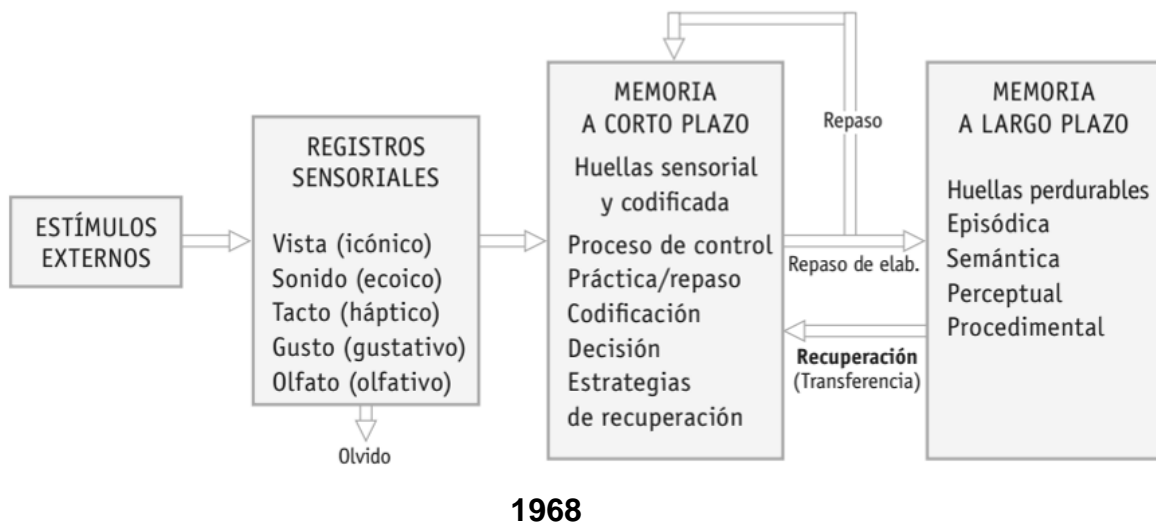 ESTÍMULOS
EXTERNOS
REGISTROS
SENSORIALES
Vista (icónico)
Sonido (ecoico)
Tacto (háptico)
Gusto (gustativo)
Olfato (olfativo)
Olvido
MEMORIA
A CORTO PLAZO
Huellas sensorial
y codificada
Proceso de control
Práctica/repaso
Codificación
Decisión
Estrategias
de recuperación
Repaso
Repaso de elab.
Recuperación
(Transferencia)
MEMORIA
A LARGO PLAZO
Huellas perdurables
Episódica
Semántica
Perceptual
Procedimental
1968